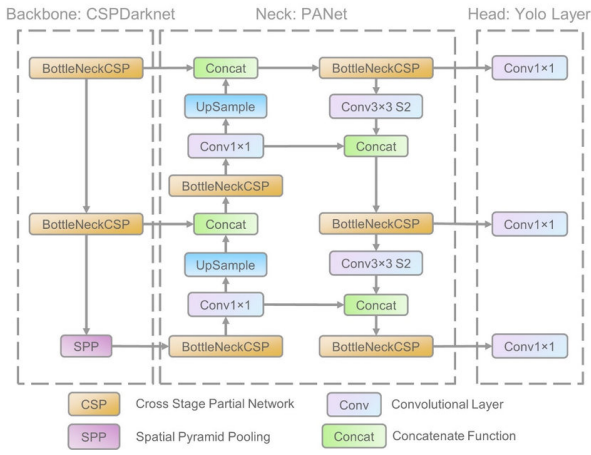 Backbone: CSPDarknet Neck: PANet Head: Yolo Layer
BottleNeckCSP Concat BottleNeckCSP Conv1×1
UpSample Conv3×3 S2
Conv1×1 Concat
BottleNeckCSP
BottleNeckCSP Concat BottleNeckCSP Conv1×1
UpSample Conv3×3 S2
Conv1×1 Concat
SPP BottleNeckCSP BottleNeckCSP Conv1×1
CSP Cross Stage Partial Network Conv Convolutional Layer
SPP Spatial Pyramid Pooling Concat Concatenate Function